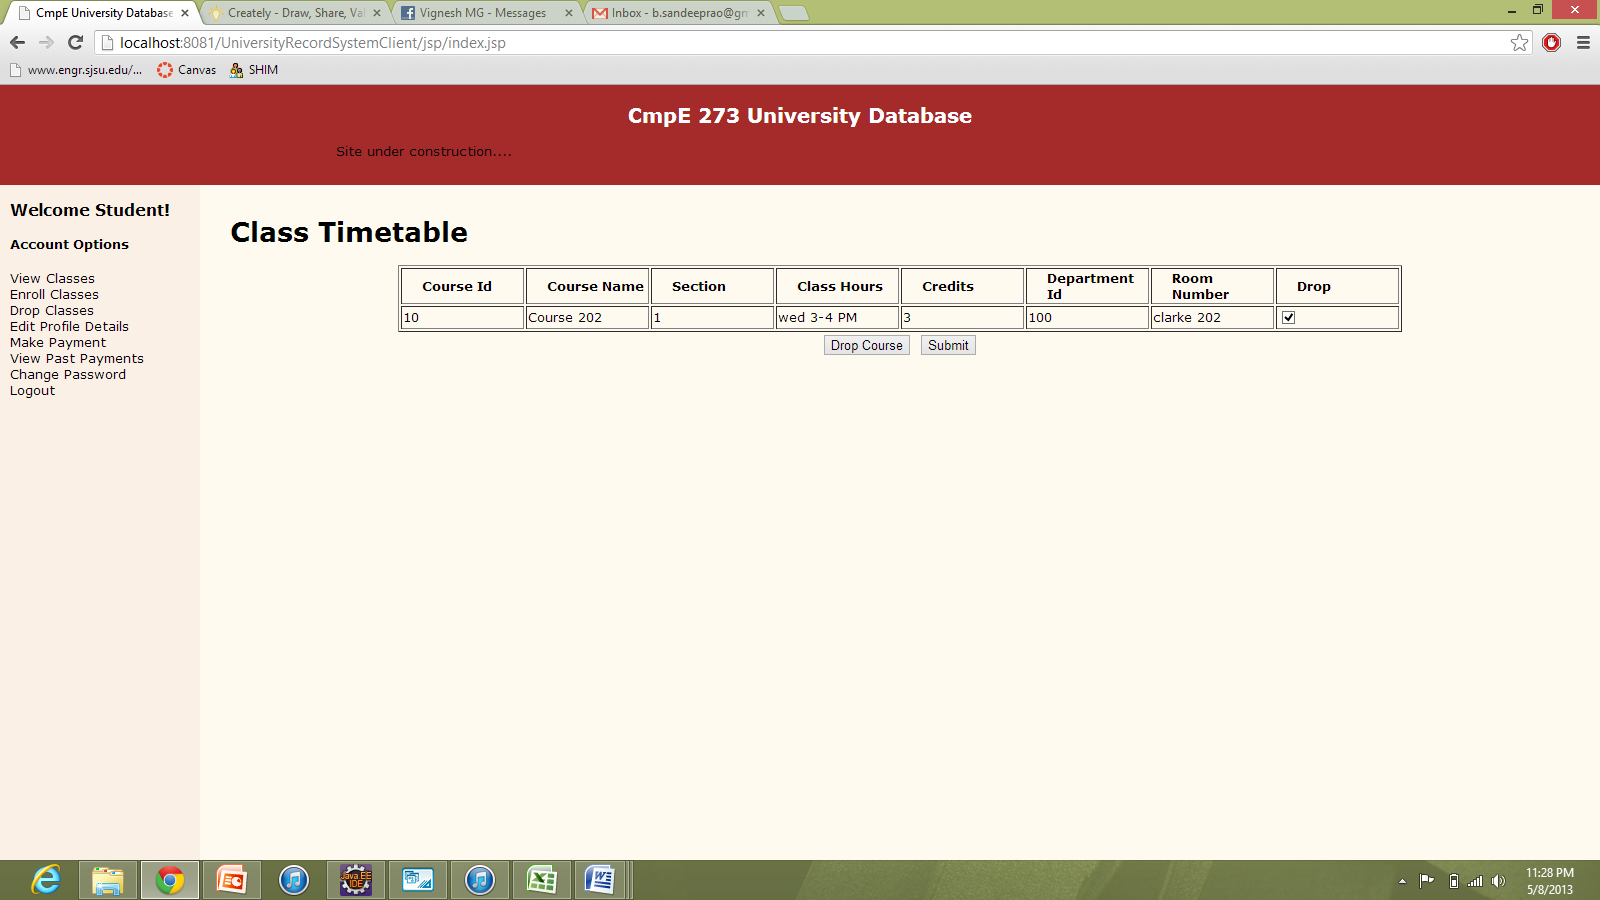 CmpE University Database
Creately - Draw, Share, Val
Vignesh MG - Messages
Inbox - b.sandeeprao@gm
localhost:8081/UniversityRecordSystemClient/jsp/index.jsp
www.engr.sjsu.edu/...
Canvas
SHIM
CmpE 273 University Database
Site under construction....
Welcome Student!
Account Options
View Classes
Enroll Classes
Drop Classes
Edit Profile Details
Make Payment
View Past Payments
Change Password
Logout
Class Timetable
Course Id Course Name Section Class Hours Credits Department Id Room Number Drop
10 Course 202 1 wed 3-4 PM 3 100 clarke 202
Drop Course Submit
Java EE
IDE
11:28 PM
5/8/2013